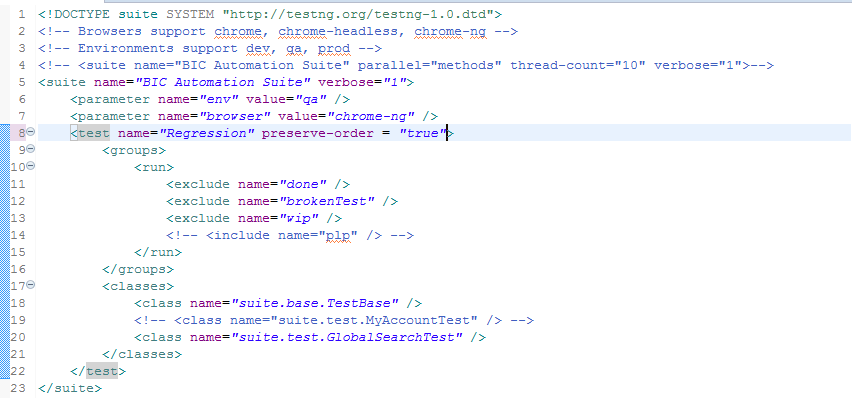 1 <!DOCTYPE suite SYSTEM "http://testng.org/testng-1.0.dtd">
2 <!-- Browsers support chrome, chrome-headless, chrome-ng -->
3 <!-- Environments support dev, qa, prod -->
4 <!-- <suite name="BIC Automation Suite" parallel="methods" thread-count="10" verbose="1">-->
5 <suite name="BIC Automation Suite" verbose="1">
6     <parameter name="env" value="qa" />
7     <parameter name="browser" value="chrome-ng" />
8     <test name="Regression" preserve-order = "true">
9         <groups>
10             <run>
11                 <exclude name="done" />
12                 <exclude name="brokenTest" />
13                 <exclude name="wip" />
14                 <!-- <include name="plp" /> -->
15             </run>
16         </groups>
17         <classes>
18             <class name="suite.base.TestBase" />
19             <!-- <class name="suite.test.MyAccountTest" /> -->
20             <class name="suite.test.GlobalSearchTest" />
21         </classes>
22     </test>
23 </suite>